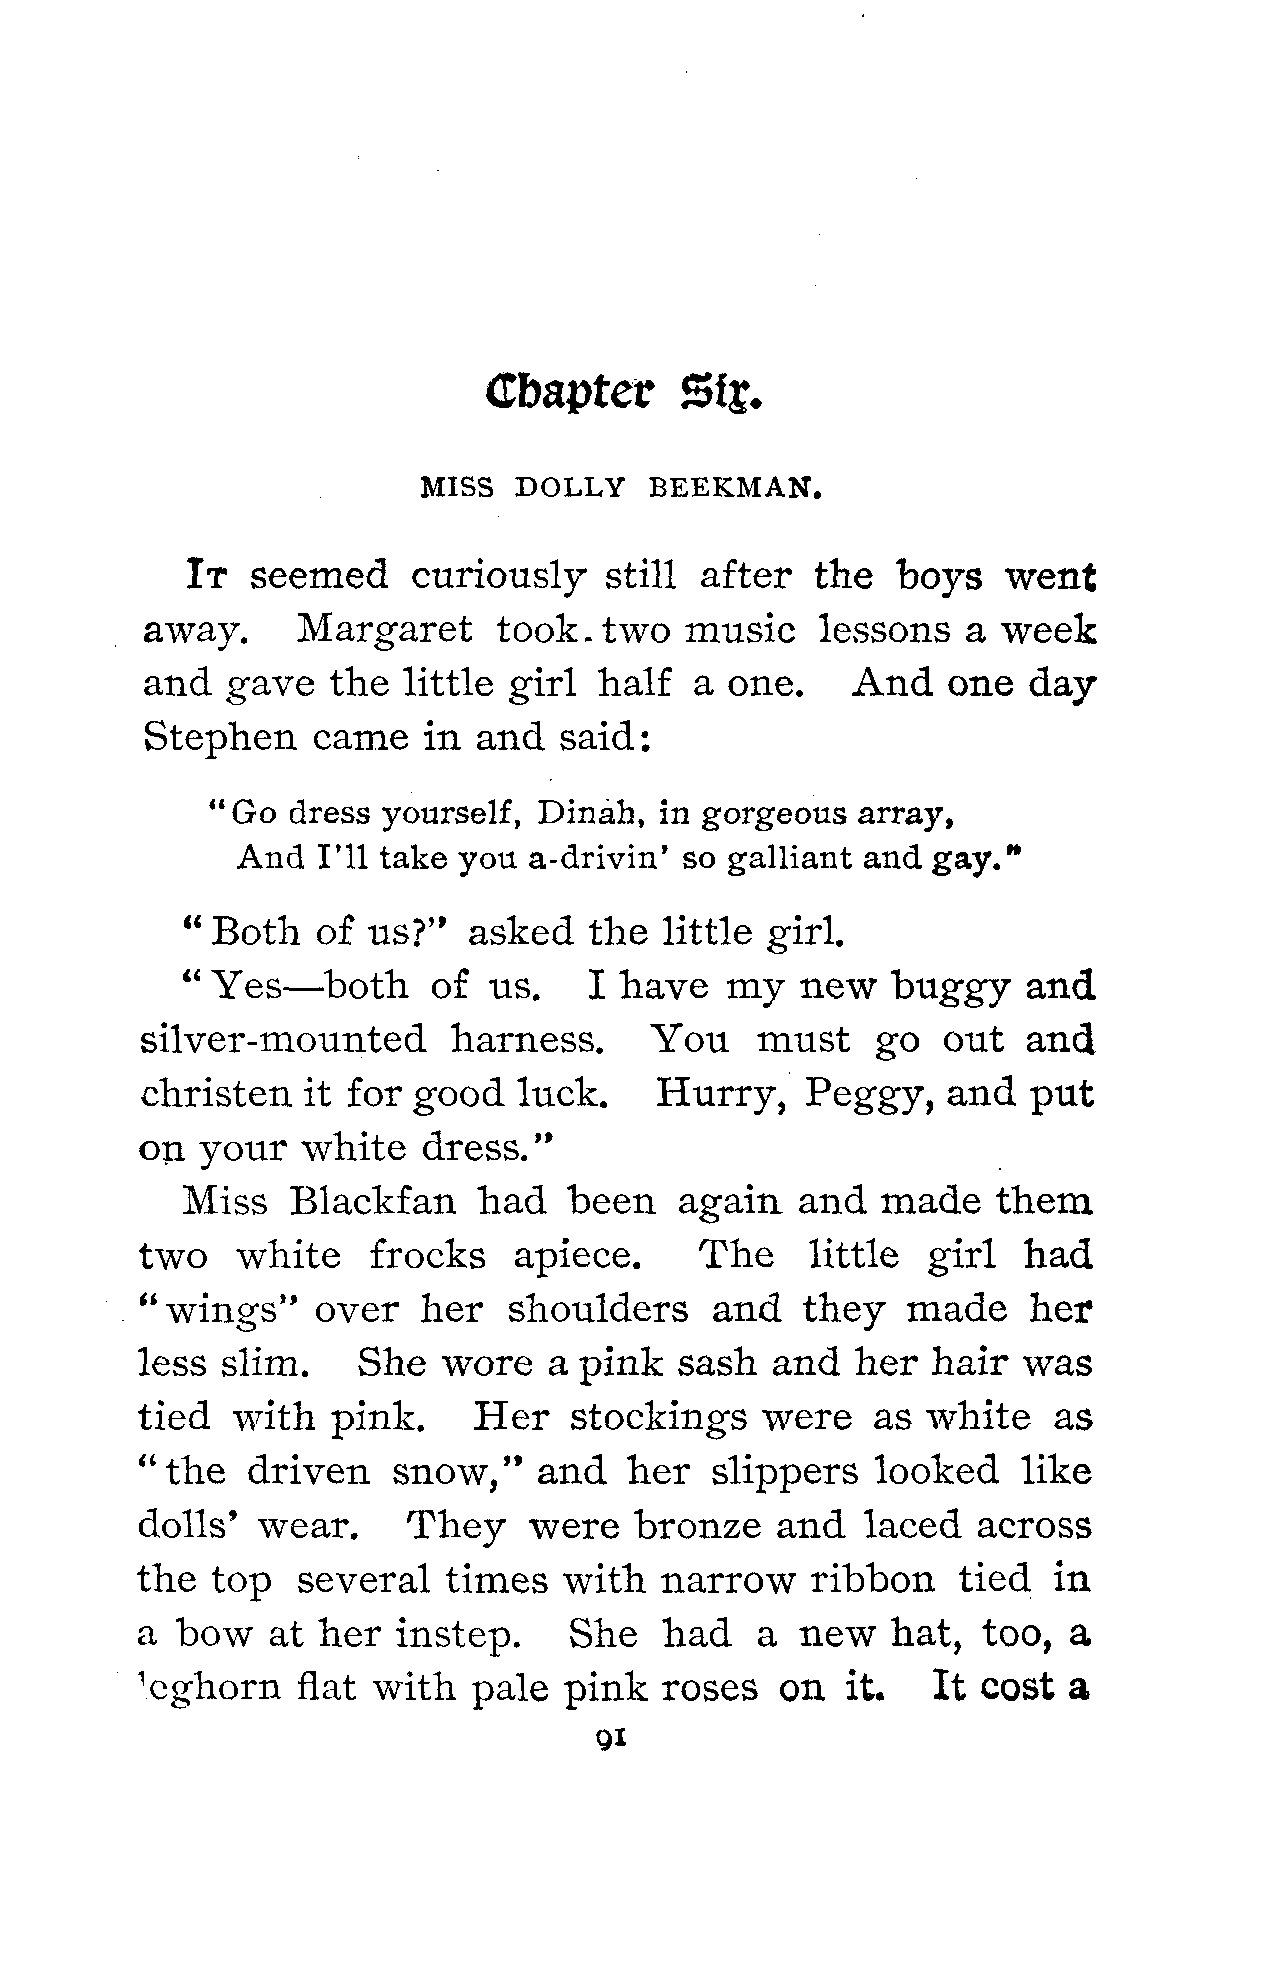 Chapter Six.
MISS DOLLY BEEKMAN.
IT seemed curiously still after the boys went
away. Margaret took two music lessons a week
and gave the little girl half a one. And one day
Stephen came in and said:
"Go dress yourself, Dinah, in gorgeous array,
And I'll take you a-drivin' so galliant and gay."
"Both of us?" asked the little girl.
"Yes—both of us. I have my new buggy and
silver-mounted harness. You must go out and
christen it for good luck. Hurry, Peggy, and put
on your white dress."
Miss Blackfan had been again and made them
two white frocks apiece. The little girl had
"wings" over her shoulders and they made her
less slim. She wore a pink sash and her hair was
tied with pink. Her stockings were as white as
"the driven snow," and her slippers looked like
dolls' wear. They were bronze and laced across
the top several times with narrow ribbon tied in
a bow at her instep. She had a new hat, too, a
leghorn flat with pale pink roses on it. It cost a
91